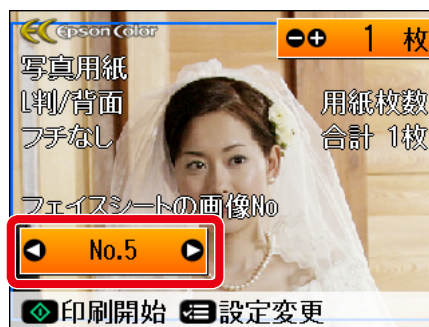 Epson Color
1 枚
写真用紙
L判/背面
用紙枚数
フチなし
合計 1枚
フェイスシートの画像No
No.5
印刷開始 設定変更